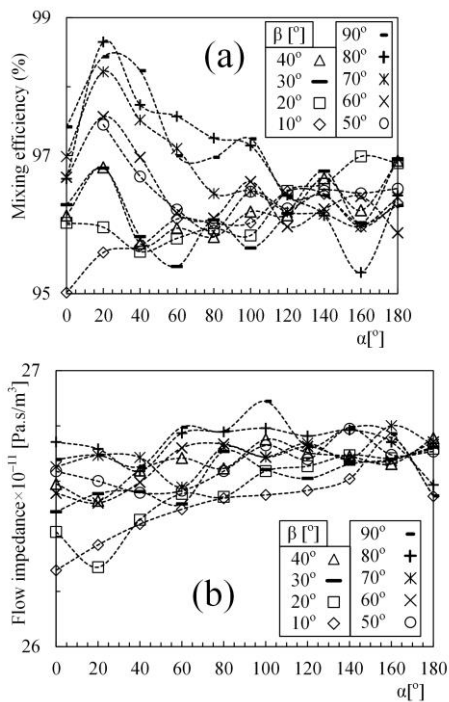 99
98
97
96
95
Mixing efficiency (%)
(a)
β [°]
40°
30°
20°
10°
90°
80°
70°
60°
50°
0 20 40 60 80 100 120 140 160 180
α[°]
27
26
Flow impedance×10⁻¹¹ [Pa.s/m³]
β [°]
40°
30°
20°
10°
90°
80°
70°
60°
50°
(b)
0 20 40 60 80 100 120 140 160 180
α[°]